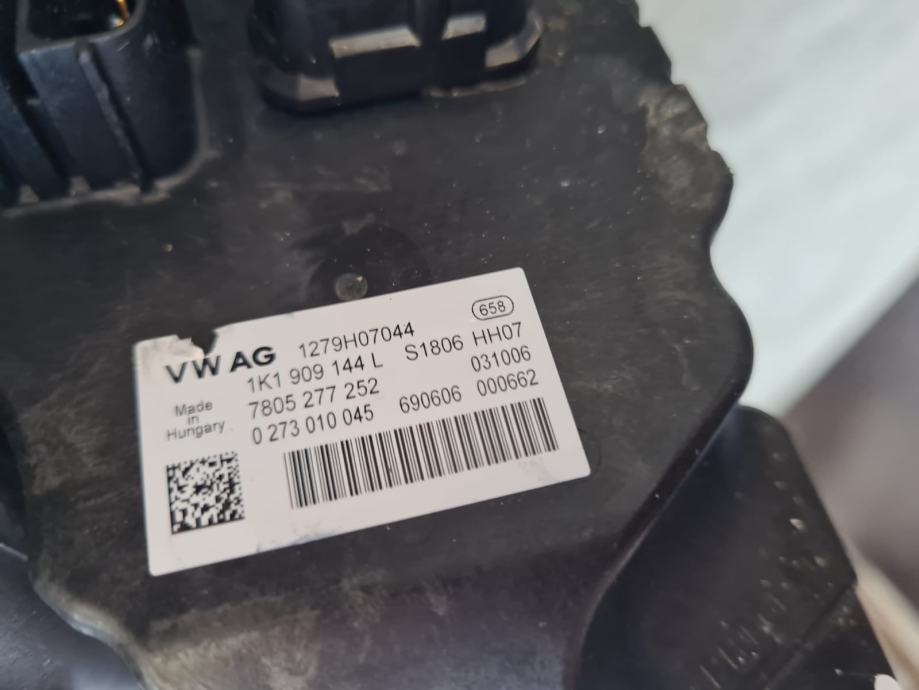 658
VW AG 1279H07044
1K1 909 144 L S1806 HH07
7805 277 252 031006
0 273 010 045 690606 000662
Made
in
Hungary